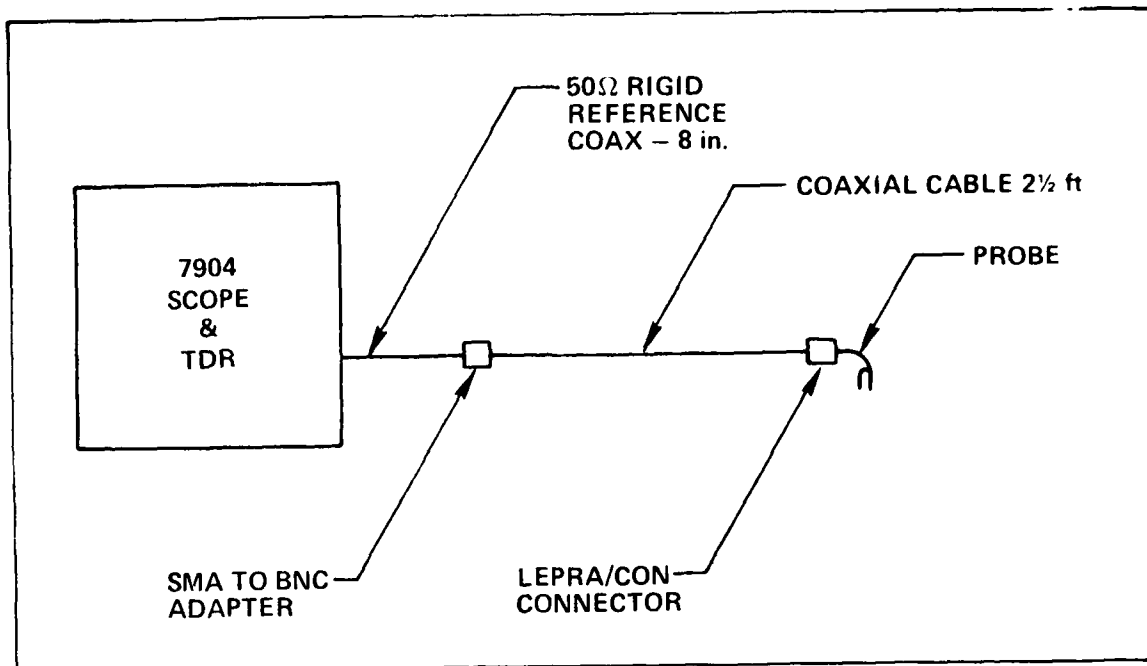 50Ω RIGID
REFERENCE
COAX – 8 in.
COAXIAL CABLE 2½ ft
PROBE
7904
SCOPE
&
TDR
SMA TO BNC
ADAPTER
LEPRA/CON
CONNECTOR